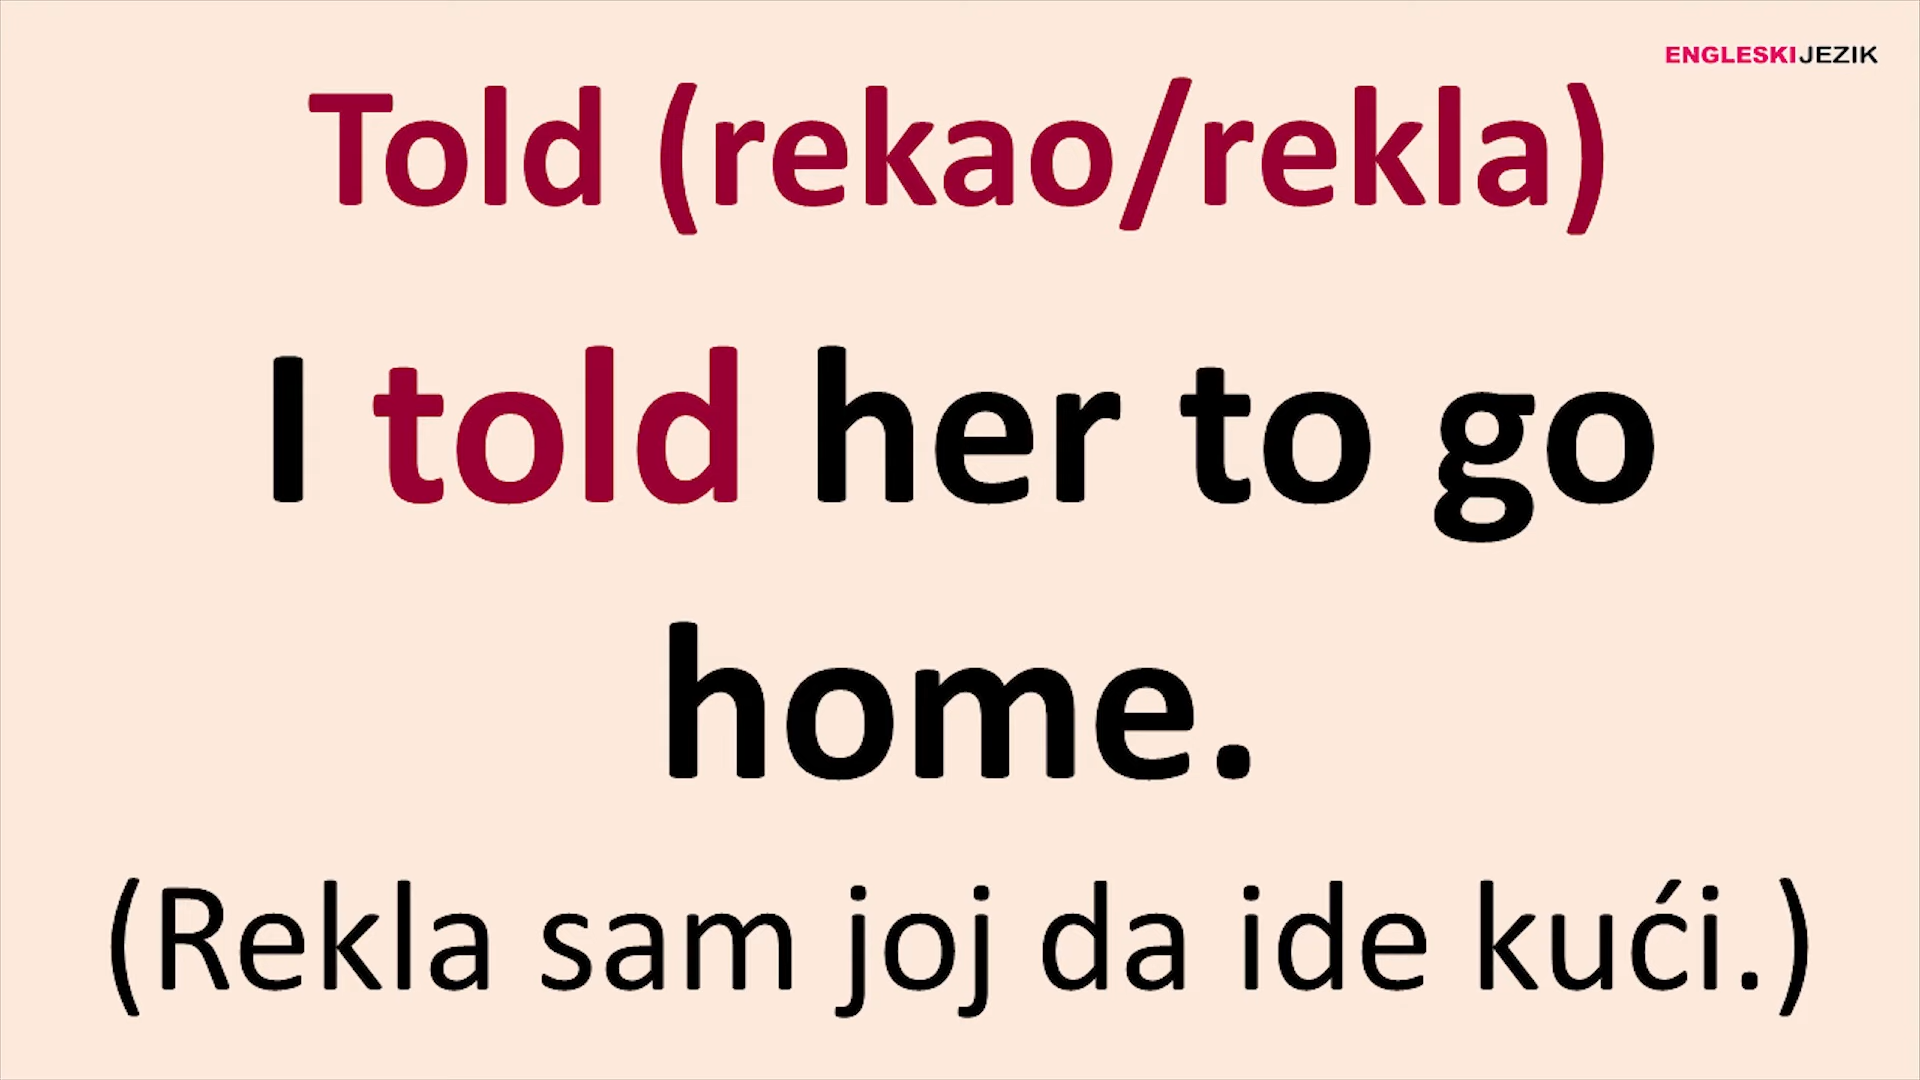 ENGLESKIJEZIK
Told (rekao/rekla)
I told her to go
home.
(Rekla sam joj da ide kući.)